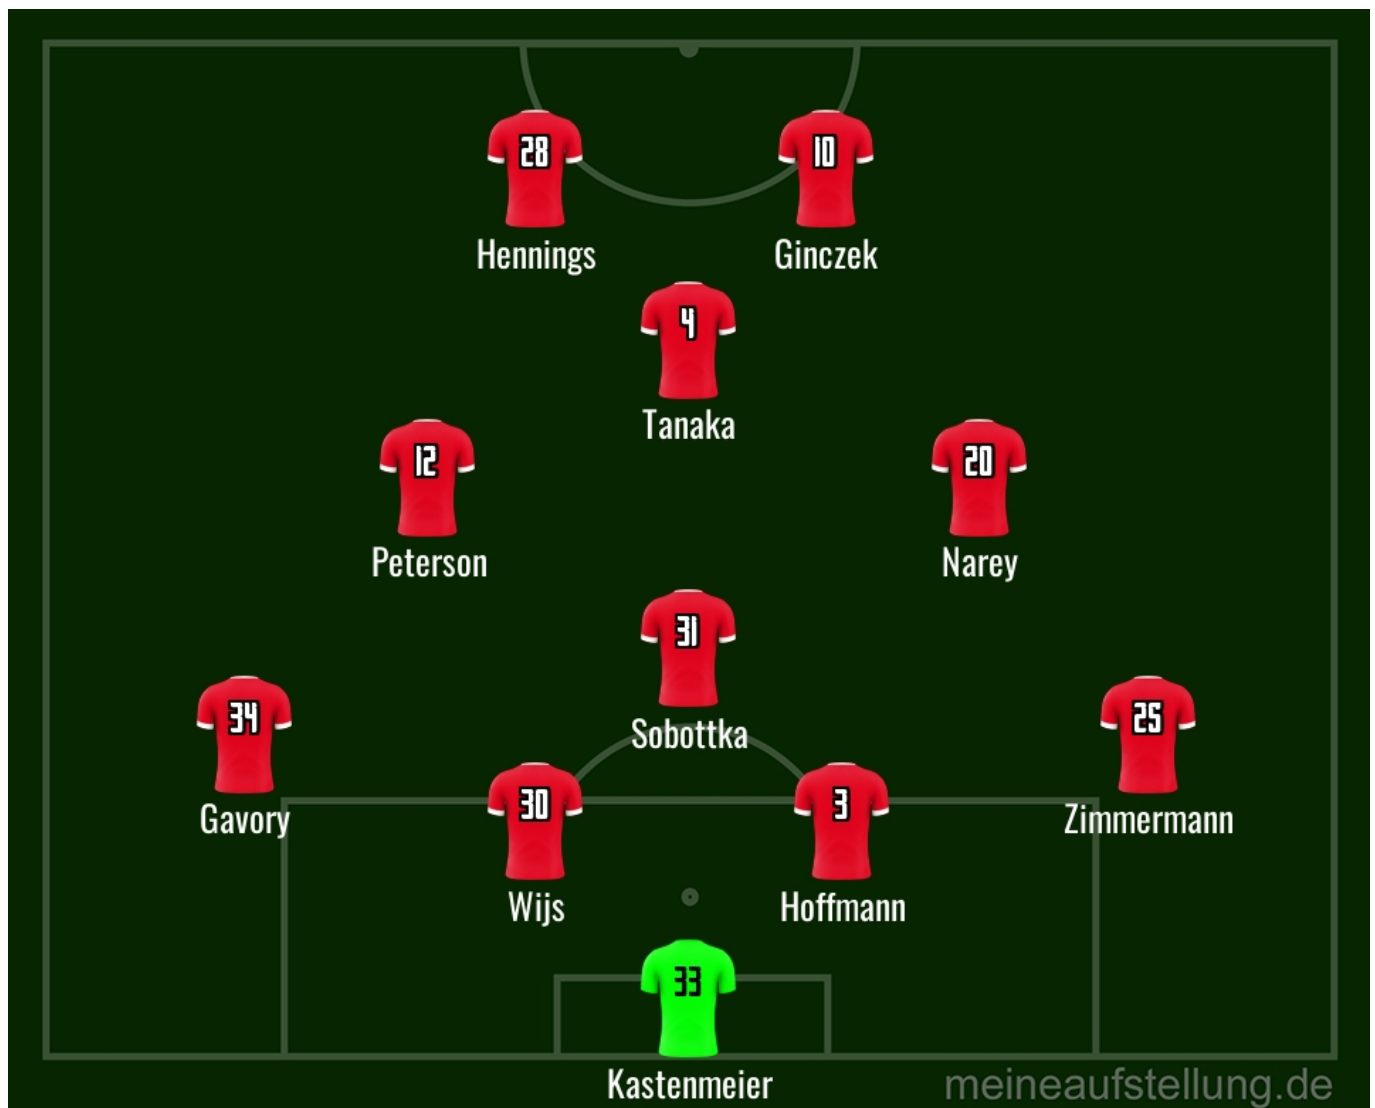 28
10
Hennings
Ginczek
4
Tanaka
12
20
Peterson
Narey
31
Sobottka
34
25
Gavory
Zimmermann
30
3
Wijs
Hoffmann
33
Kastenmeier
meineaufstellung.de